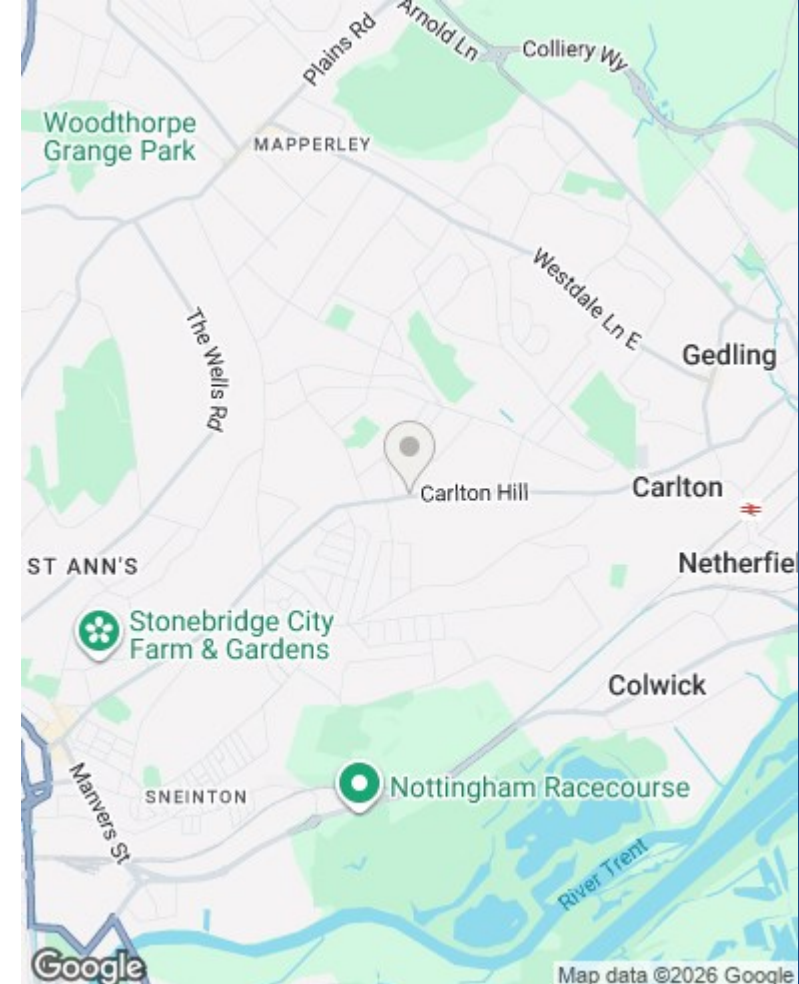 Arnold Ln
Plains Rd
Colliery Wy
Woodthorpe
Grange Park
MAPPERLEY
Westdale Ln E
The Wells Rd
Gedling
Carlton Hill
Carlton
ST ANN'S
Netherfiel
Stonebridge City
Farm & Gardens
Colwick
Manvers St
SNEINTON
Nottingham Racecourse
River Trent
Google
Map data ©2026 Google